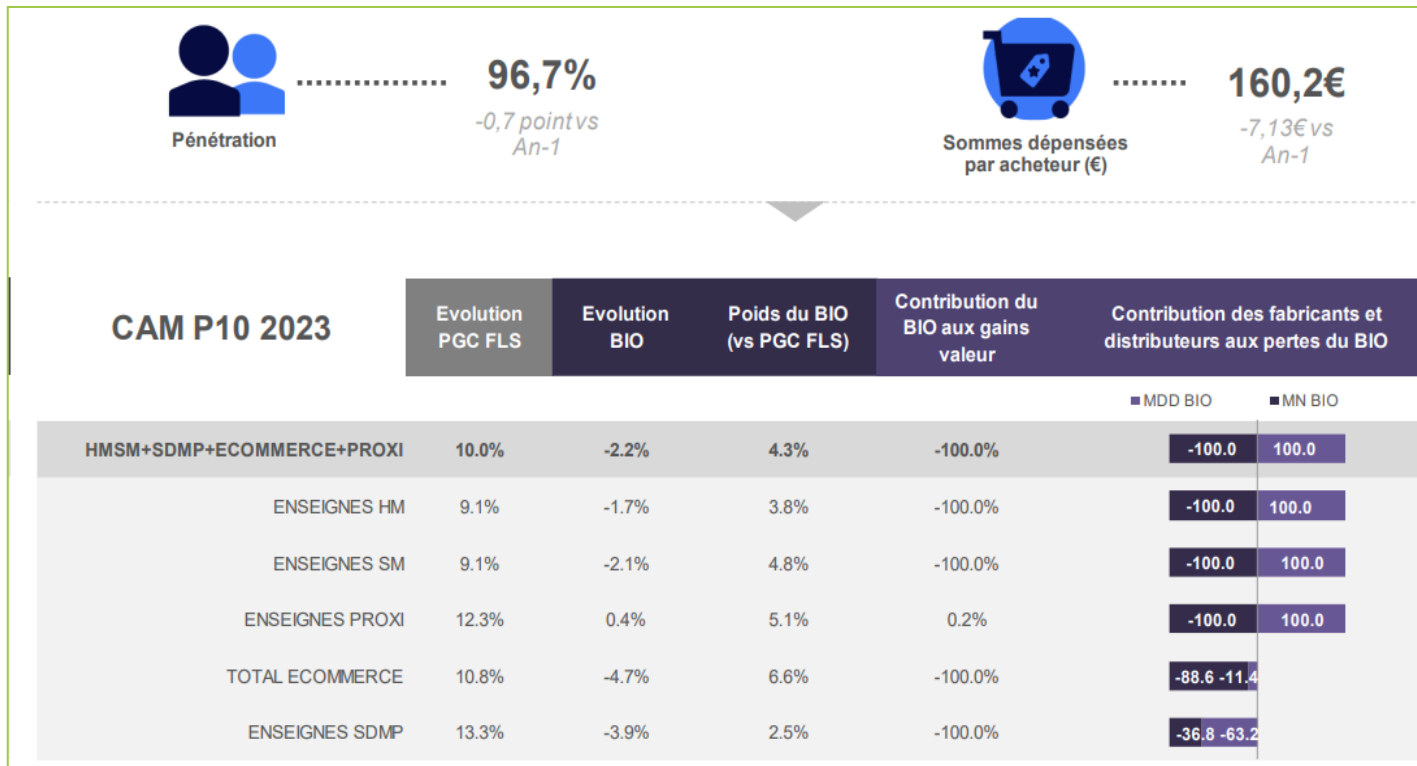 96,7%
-0,7 point vs
An-1
Pénétration
160,2€
-7,13€ vs
An-1
Sommes dépensées
par acheteur (€)
CAM P10 2023
Evolution
PGC FLS
Evolution
BIO
Poids du BIO
(vs PGC FLS)
Contribution du
BIO aux gains
valeur
Contribution des fabricants et
distributeurs aux pertes du BIO
MDD BIO MN BIO
HMSM+SDMP+ECOMMERCE+PROXI 10.0% -2.2% 4.3% -100.0% -100.0 100.0
ENSEIGNES HM 9.1% -1.7% 3.8% -100.0% -100.0 100.0
ENSEIGNES SM 9.1% -2.1% 4.8% -100.0% -100.0 100.0
ENSEIGNES PROXI 12.3% 0.4% 5.1% 0.2% -100.0 100.0
TOTAL ECOMMERCE 10.8% -4.7% 6.6% -100.0% -88.6 -11.4
ENSEIGNES SDMP 13.3% -3.9% 2.5% -100.0% -36.8 -63.2